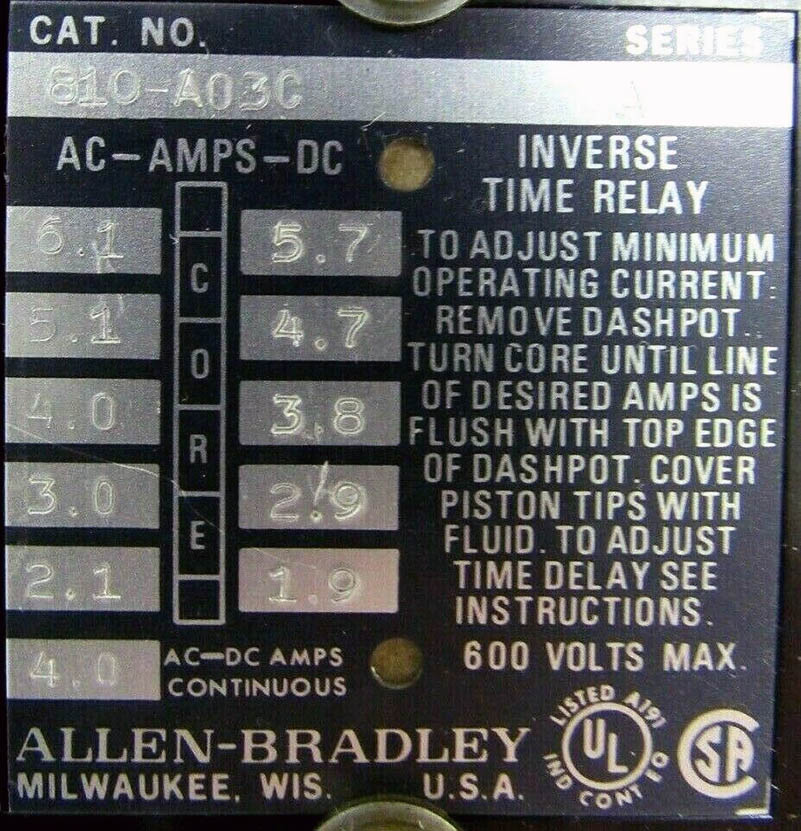 CAT. NO. SERIES
810-A03C A
AC-AMPS-DC
6.1 5.7
5.1 4.7
4.0 3.8
3.0 2.9
2.1 1.9
CORE
4.0 AC-DC AMPS
CONTINUOUS
INVERSE
TIME RELAY
TO ADJUST MINIMUM
OPERATING CURRENT:
REMOVE DASHPOT.
TURN CORE UNTIL LINE
OF DESIRED AMPS IS
FLUSH WITH TOP EDGE
OF DASHPOT. COVER
PISTON TIPS WITH
FLUID. TO ADJUST
TIME DELAY SEE
INSTRUCTIONS.
600 VOLTS MAX.
ALLEN-BRADLEY
MILWAUKEE, WIS. U.S.A.
LISTED A191
UL
IND CONT EQ
SA